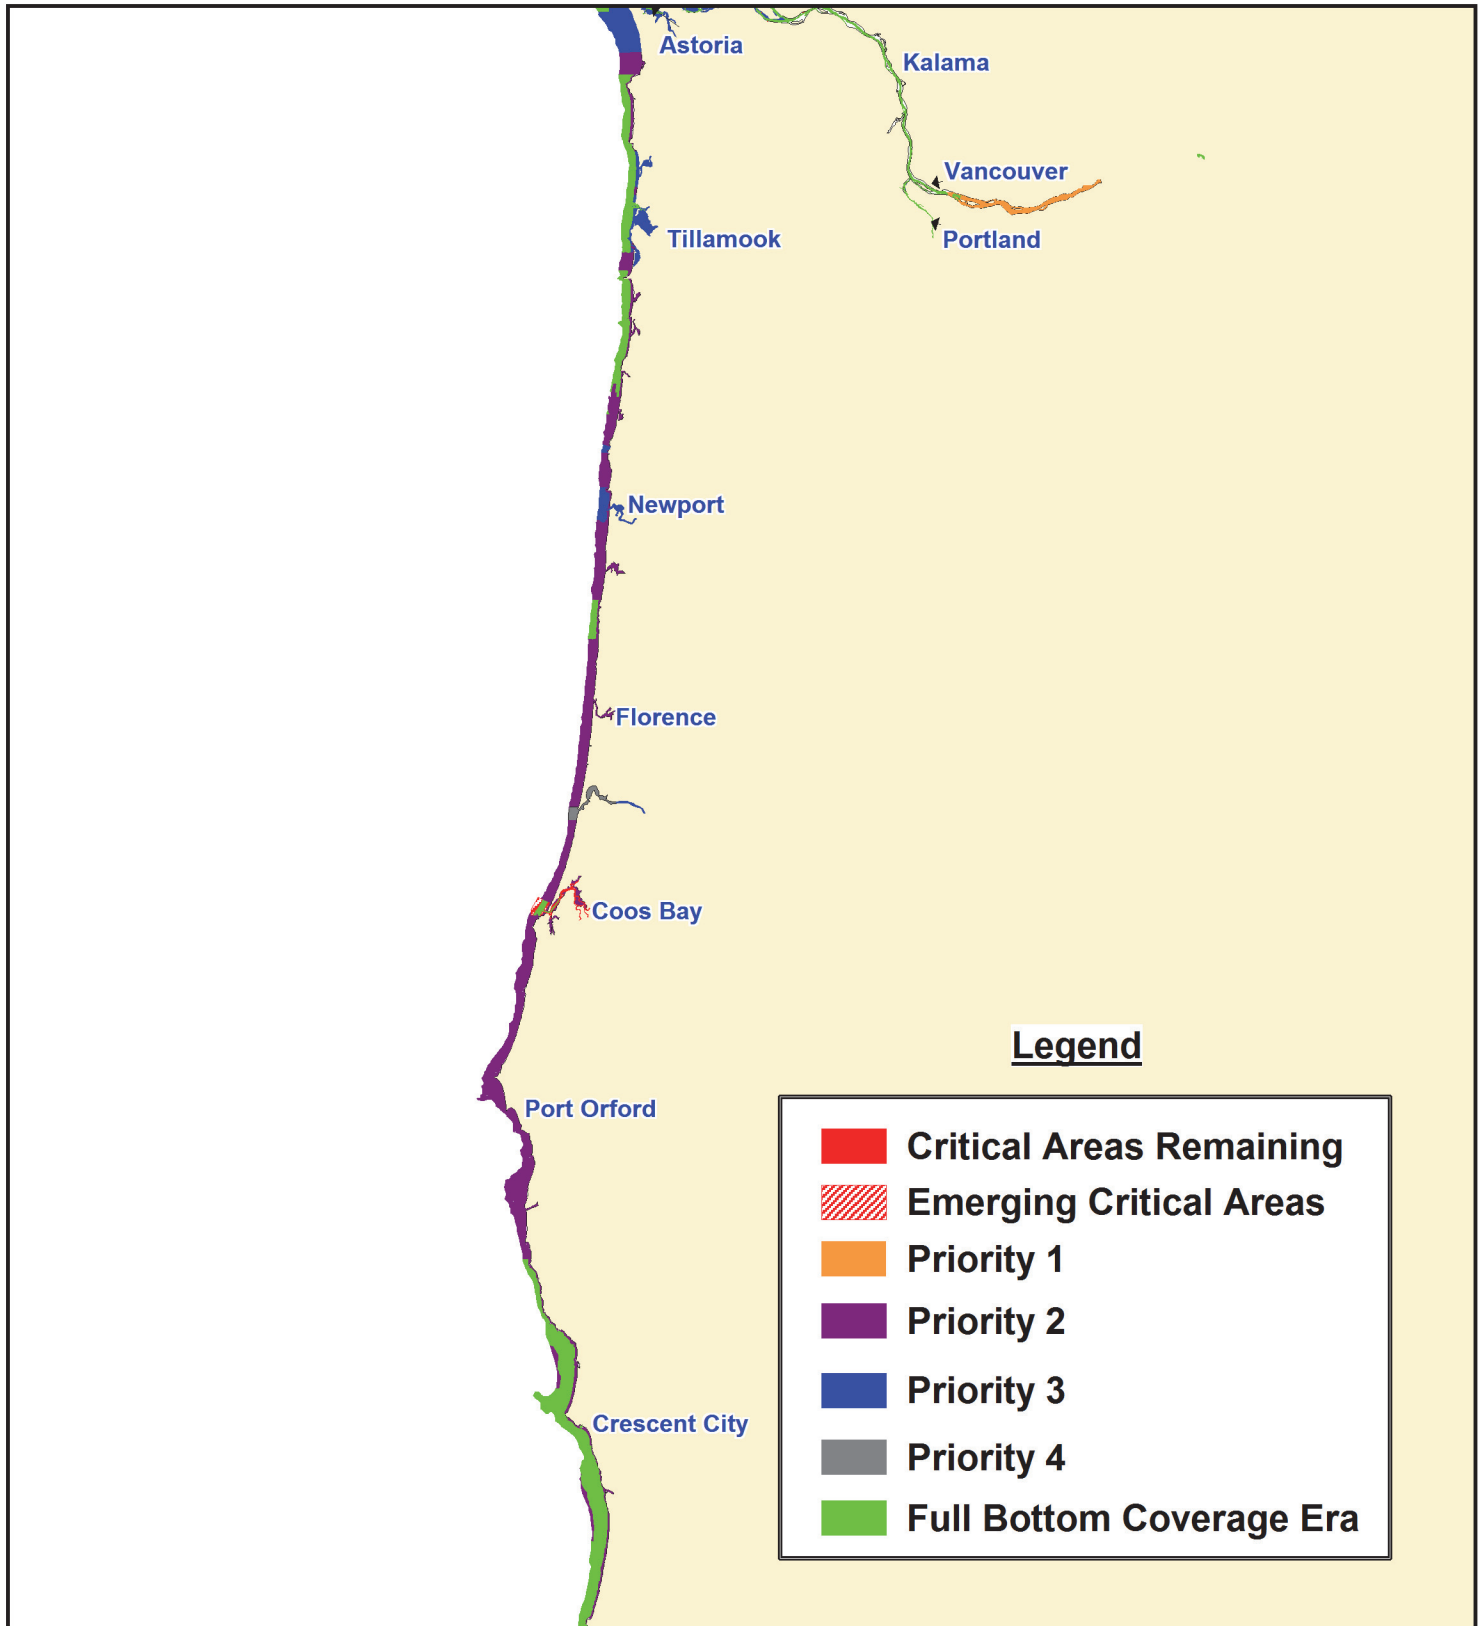 Astoria
Kalama
Vancouver
Portland
Tillamook
Newport
Florence
Coos Bay
Port Orford
Crescent City
Legend
Critical Areas Remaining
Emerging Critical Areas
Priority 1
Priority 2
Priority 3
Priority 4
Full Bottom Coverage Era